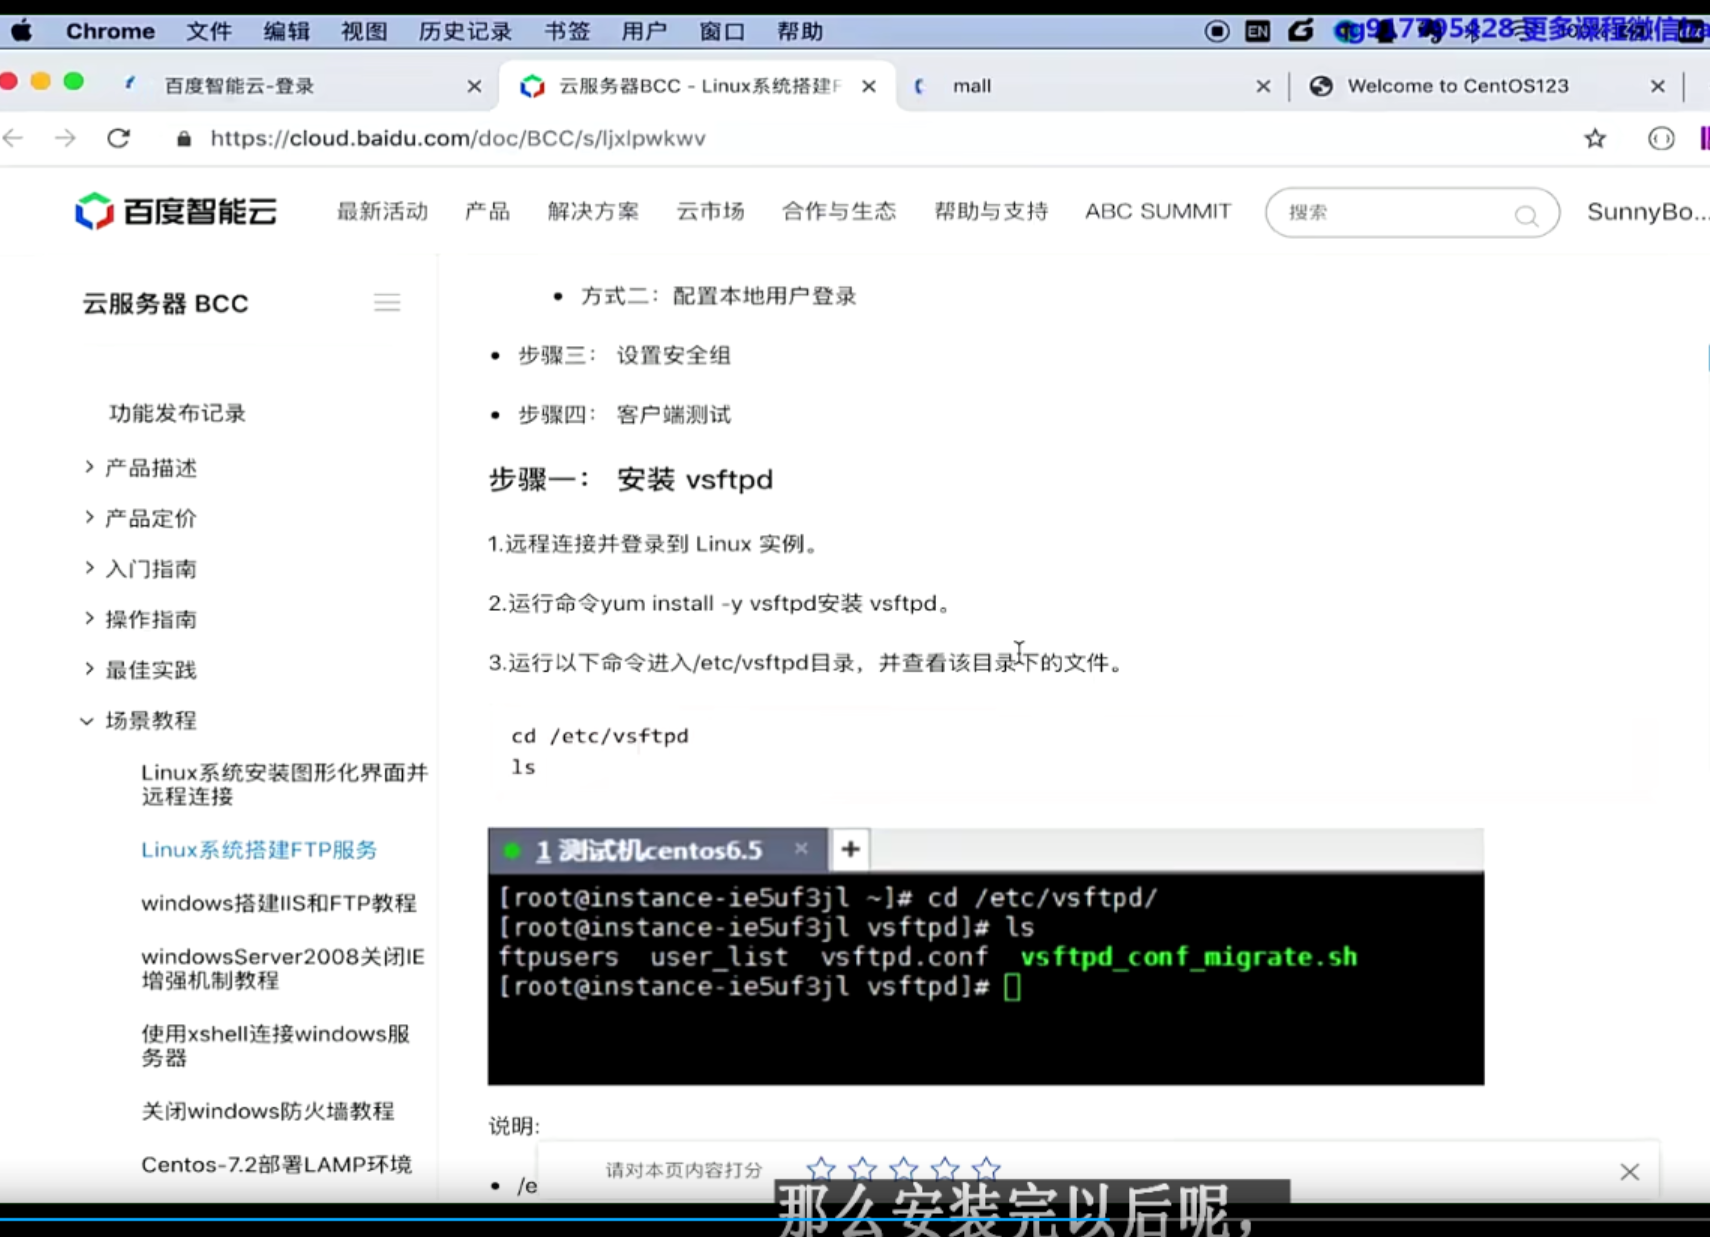 Chrome 文件 编辑 视图 历史记录 书签 用户 窗口 帮助 EN
qg917705428更多课程微信
百度智能云-登录
云服务器BCC - Linux系统搭建F
mall
Welcome to CentOS123
https://cloud.baidu.com/doc/BCC/s/ljxlpwkwv
百度智能云 最新活动 产品 解决方案 云市场 合作与生态 帮助与支持 ABC SUMMIT 搜索 SunnyBo...
云服务器 BCC
功能发布记录
产品描述
产品定价
入门指南
操作指南
最佳实践
场景教程
Linux系统安装图形化界面并
远程连接
Linux系统搭建FTP服务
windows搭建IIS和FTP教程
windowsServer2008关闭IE
增强机制教程
使用xshell连接windows服
务器
关闭windows防火墙教程
Centos-7.2部署LAMP环境
• 方式二：配置本地用户登录
• 步骤三： 设置安全组
• 步骤四： 客户端测试
步骤一： 安装 vsftpd
1.远程连接并登录到 Linux 实例。
2.运行命令yum install -y vsftpd安装 vsftpd。
3.运行以下命令进入/etc/vsftpd目录，并查看该目录下的文件。
cd /etc/vsftpd
ls
1 测试机centos6.5
[root@instance-ie5uf3jl ~]# cd /etc/vsftpd/
[root@instance-ie5uf3jl vsftpd]# ls
ftpusers user_list vsftpd.conf vsftpd_conf_migrate.sh
[root@instance-ie5uf3jl vsftpd]#
说明:
• /e
请对本页内容打分
那么安装完以后呢，